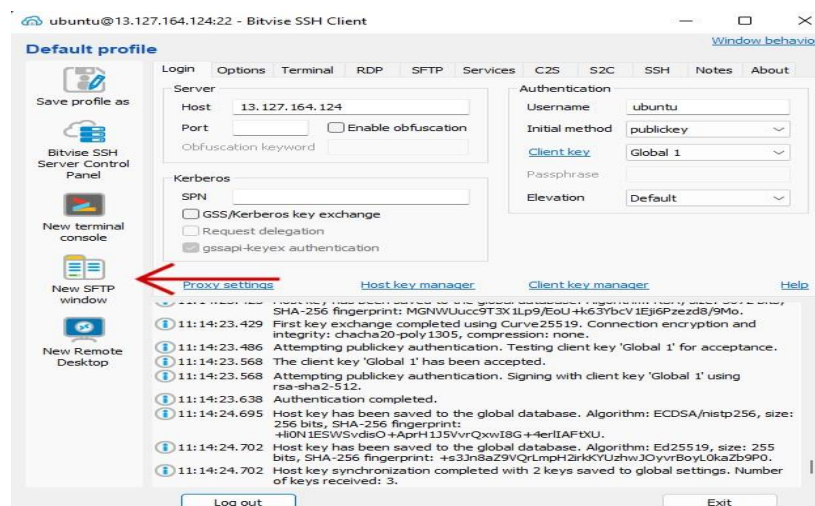 ubuntu@13.127.164.124:22 - Bitvise SSH Client
Default profile
Window behavio
Save profile as
Bitvise SSH
Server Control
Panel
New terminal
console
New SFTP
window
New Remote
Desktop
Login Options Terminal RDP SFTP Services C2S S2C SSH Notes About
Server
Host 13.127.164.124
Port Enable obfuscation
Obfuscation keyword
Kerberos
SPN
GSS/Kerberos key exchange
Request delegation
gssapi-keyex authentication
Authentication
Username ubuntu
Initial method publickey
Client key Global 1
Passphrase
Elevation Default
Proxy settings Host key manager Client key manager Help
SHA-256 fingerprint: MGNWUucc9T3X1Lp9/EoU+k63YbcV1Eji6Pzezd8/9Mo.
11:14:23.429 First key exchange completed using Curve25519. Connection encryption and
integrity: chacha20-poly1305, compression: none.
11:14:23.486 Attempting publickey authentication. Testing client key 'Global 1' for acceptance.
11:14:23.568 The client key 'Global 1' has been accepted.
11:14:23.568 Attempting publickey authentication. Signing with client key 'Global 1' using
rsa-sha2-512.
11:14:23.638 Authentication completed.
11:14:24.695 Host key has been saved to the global database. Algorithm: ECDSA/nistp256, size:
256 bits, SHA-256 fingerprint:
+li0N1ESWSvdisO+AprH1J5VvrQxwI8G+4erlIAFtXU.
11:14:24.702 Host key has been saved to the global database. Algorithm: Ed25519, size: 255
bits, SHA-256 fingerprint: +s3Jn8aZ9VQrLmpH2irkKYUzhwJOyvrBoyL0kaZb9P0.
11:14:24.702 Host key synchronization completed with 2 keys saved to global settings. Number
of keys received: 3.
Log out
Exit